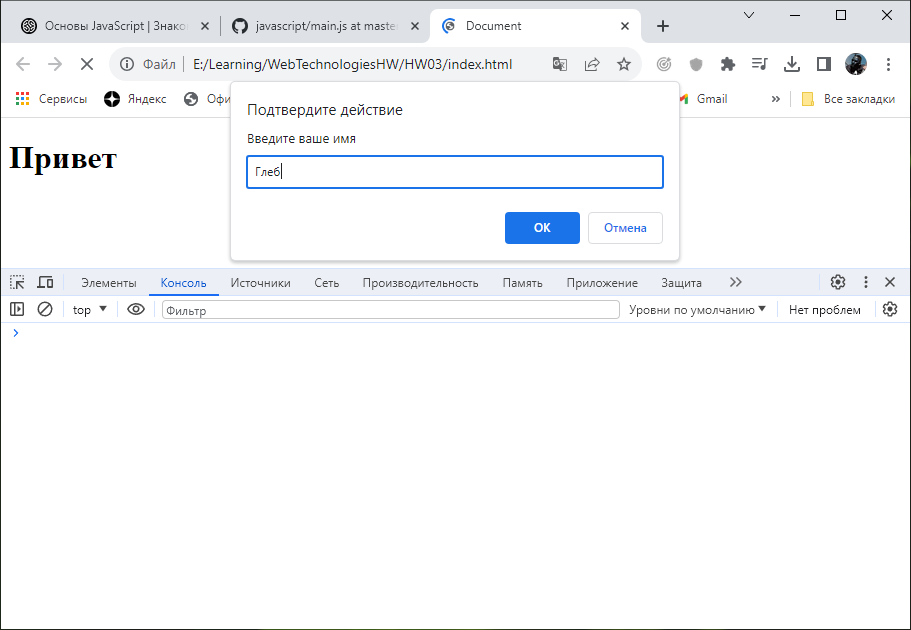 Основы JavaScript | Знако
javascript/main.js at maste
Document
Файл
E:/Learning/WebTechnologiesHW/HW03/index.html
Сервисы
Яндекс
Офи
Gmail
»
Все закладки
Привет
Подтвердите действие
Введите ваше имя
Глеб
ОК
Отмена
Элементы Консоль Источники Сеть Производительность Память Приложение Защита
top
Фильтр
Уровни по умолчанию
Нет проблем